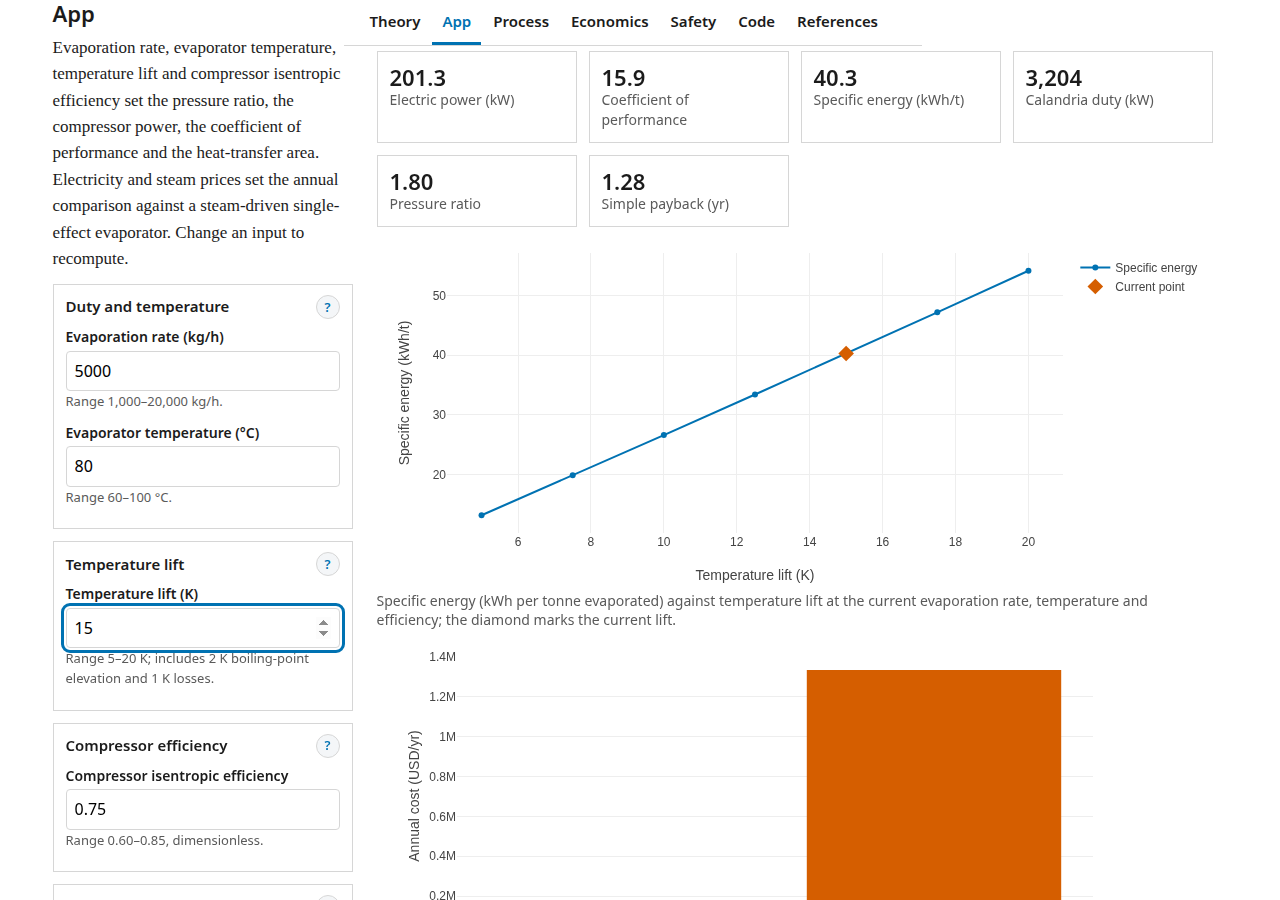 App
Theory App Process Economics Safety Code References
Evaporation rate, evaporator temperature,
temperature lift and compressor isentropic
efficiency set the pressure ratio, the
compressor power, the coefficient of
performance and the heat-transfer area.
Electricity and steam prices set the annual
comparison against a steam-driven single-
effect evaporator. Change an input to
recompute.
Duty and temperature ?
Evaporation rate (kg/h)
5000
Range 1,000–20,000 kg/h.
Evaporator temperature (°C)
80
Range 60–100 °C.
Temperature lift ?
Temperature lift (K)
15
Range 5–20 K; includes 2 K boiling-point
elevation and 1 K losses.
Compressor efficiency ?
Compressor isentropic efficiency
0.75
Range 0.60–0.85, dimensionless.
201.3
Electric power (kW)
15.9
Coefficient of
performance
40.3
Specific energy (kWh/t)
3,204
Calandria duty (kW)
1.80
Pressure ratio
1.28
Simple payback (yr)
Specific energy
Current point
Specific energy (kWh/t)
50
40
30
20
6 8 10 12 14 16 18 20
Temperature lift (K)
Specific energy (kWh per tonne evaporated) against temperature lift at the current evaporation rate, temperature and
efficiency; the diamond marks the current lift.
Annual cost (USD/yr)
1.4M
1.2M
1M
0.8M
0.6M
0.4M
0.2M